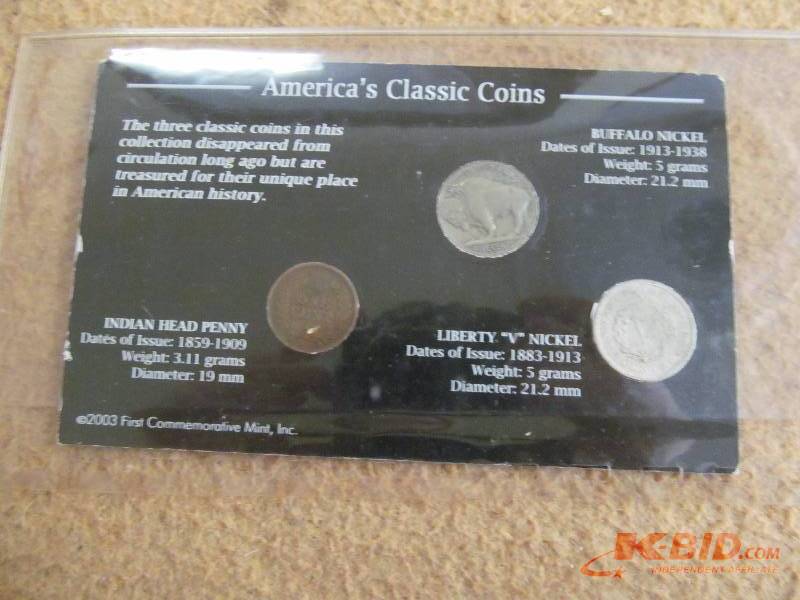 America's Classic Coins
The three classic coins in this
collection disappeared from
circulation long ago but are
treasured for their unique place
in American history.
BUFFALO NICKEL
Dates of Issue: 1913-1938
Weight: 5 grams
Diameter: 21.2 mm
INDIAN HEAD PENNY
Dates of Issue: 1859-1909
Weight: 3.11 grams
Diameter: 19 mm
LIBERTY "V" NICKEL
Dates of Issue: 1883-1913
Weight: 5 grams
Diameter: 21.2 mm
©2003 First Commemorative Mint, Inc.
K-BID.com
INDEPENDENT AFFILIATE